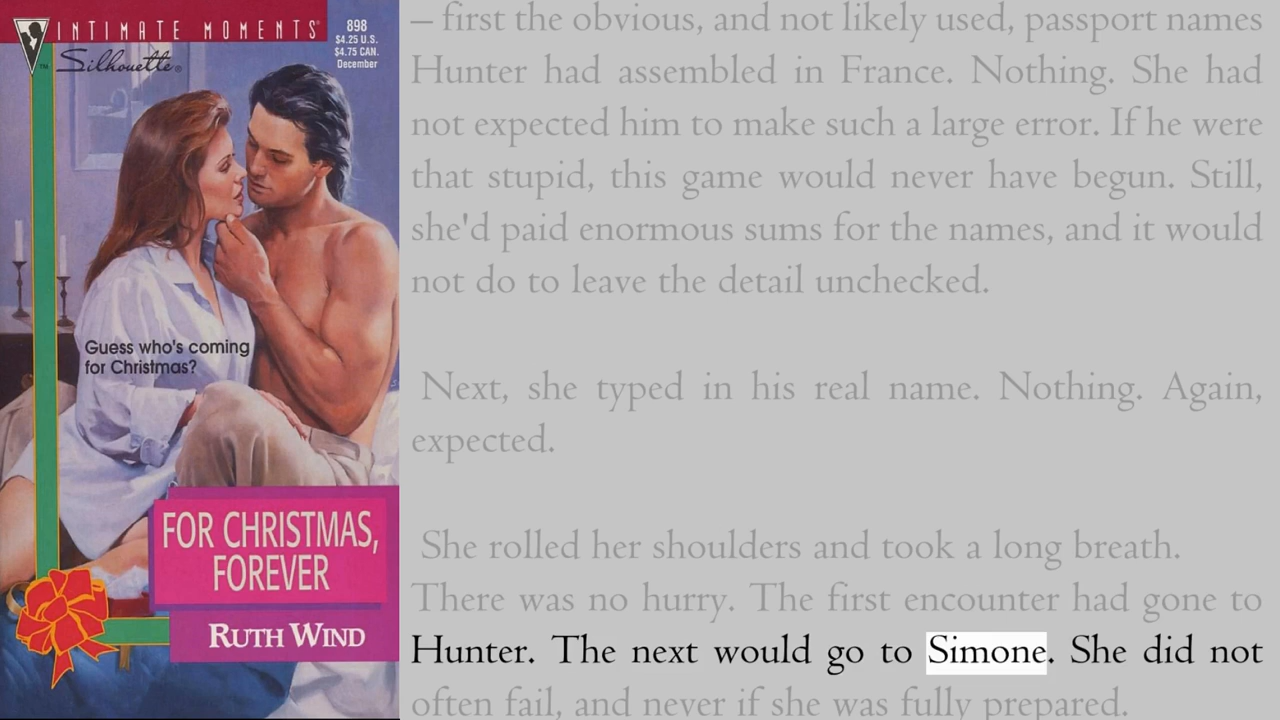 INTIMATE MOMENTS®
898
$4.25 U.S.
$4.75 CAN.
December
TM
Silhouette®
Guess who's coming
for Christmas?
FOR CHRISTMAS,
FOREVER
RUTH WIND
– first the obvious, and not likely used, passport names
Hunter had assembled in France. Nothing. She had
not expected him to make such a large error. If he were
that stupid, this game would never have begun. Still,
she'd paid enormous sums for the names, and it would
not do to leave the detail unchecked.
Next, she typed in his real name. Nothing. Again,
expected.
She rolled her shoulders and took a long breath.
There was no hurry. The first encounter had gone to
Hunter. The next would go to Simone. She did not
often fail, and never if she was fully prepared.